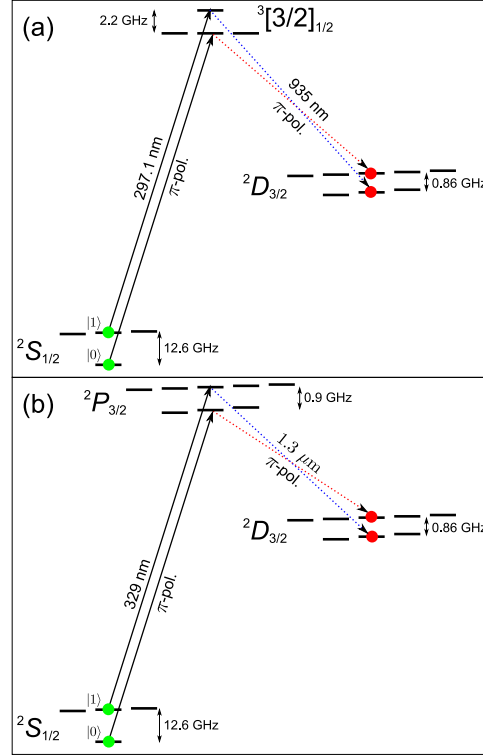 (a)
³[3/2]₁/₂
2.2 GHz
297.1 nm
π-pol.
935 nm
π-pol.
²D₃/₂
0.86 GHz
|1⟩
²S₁/₂
|0⟩
12.6 GHz
(b)
²P₃/₂
0.9 GHz
329 nm
π-pol.
1.3 μm
π-pol.
²D₃/₂
0.86 GHz
|1⟩
²S₁/₂
|0⟩
12.6 GHz